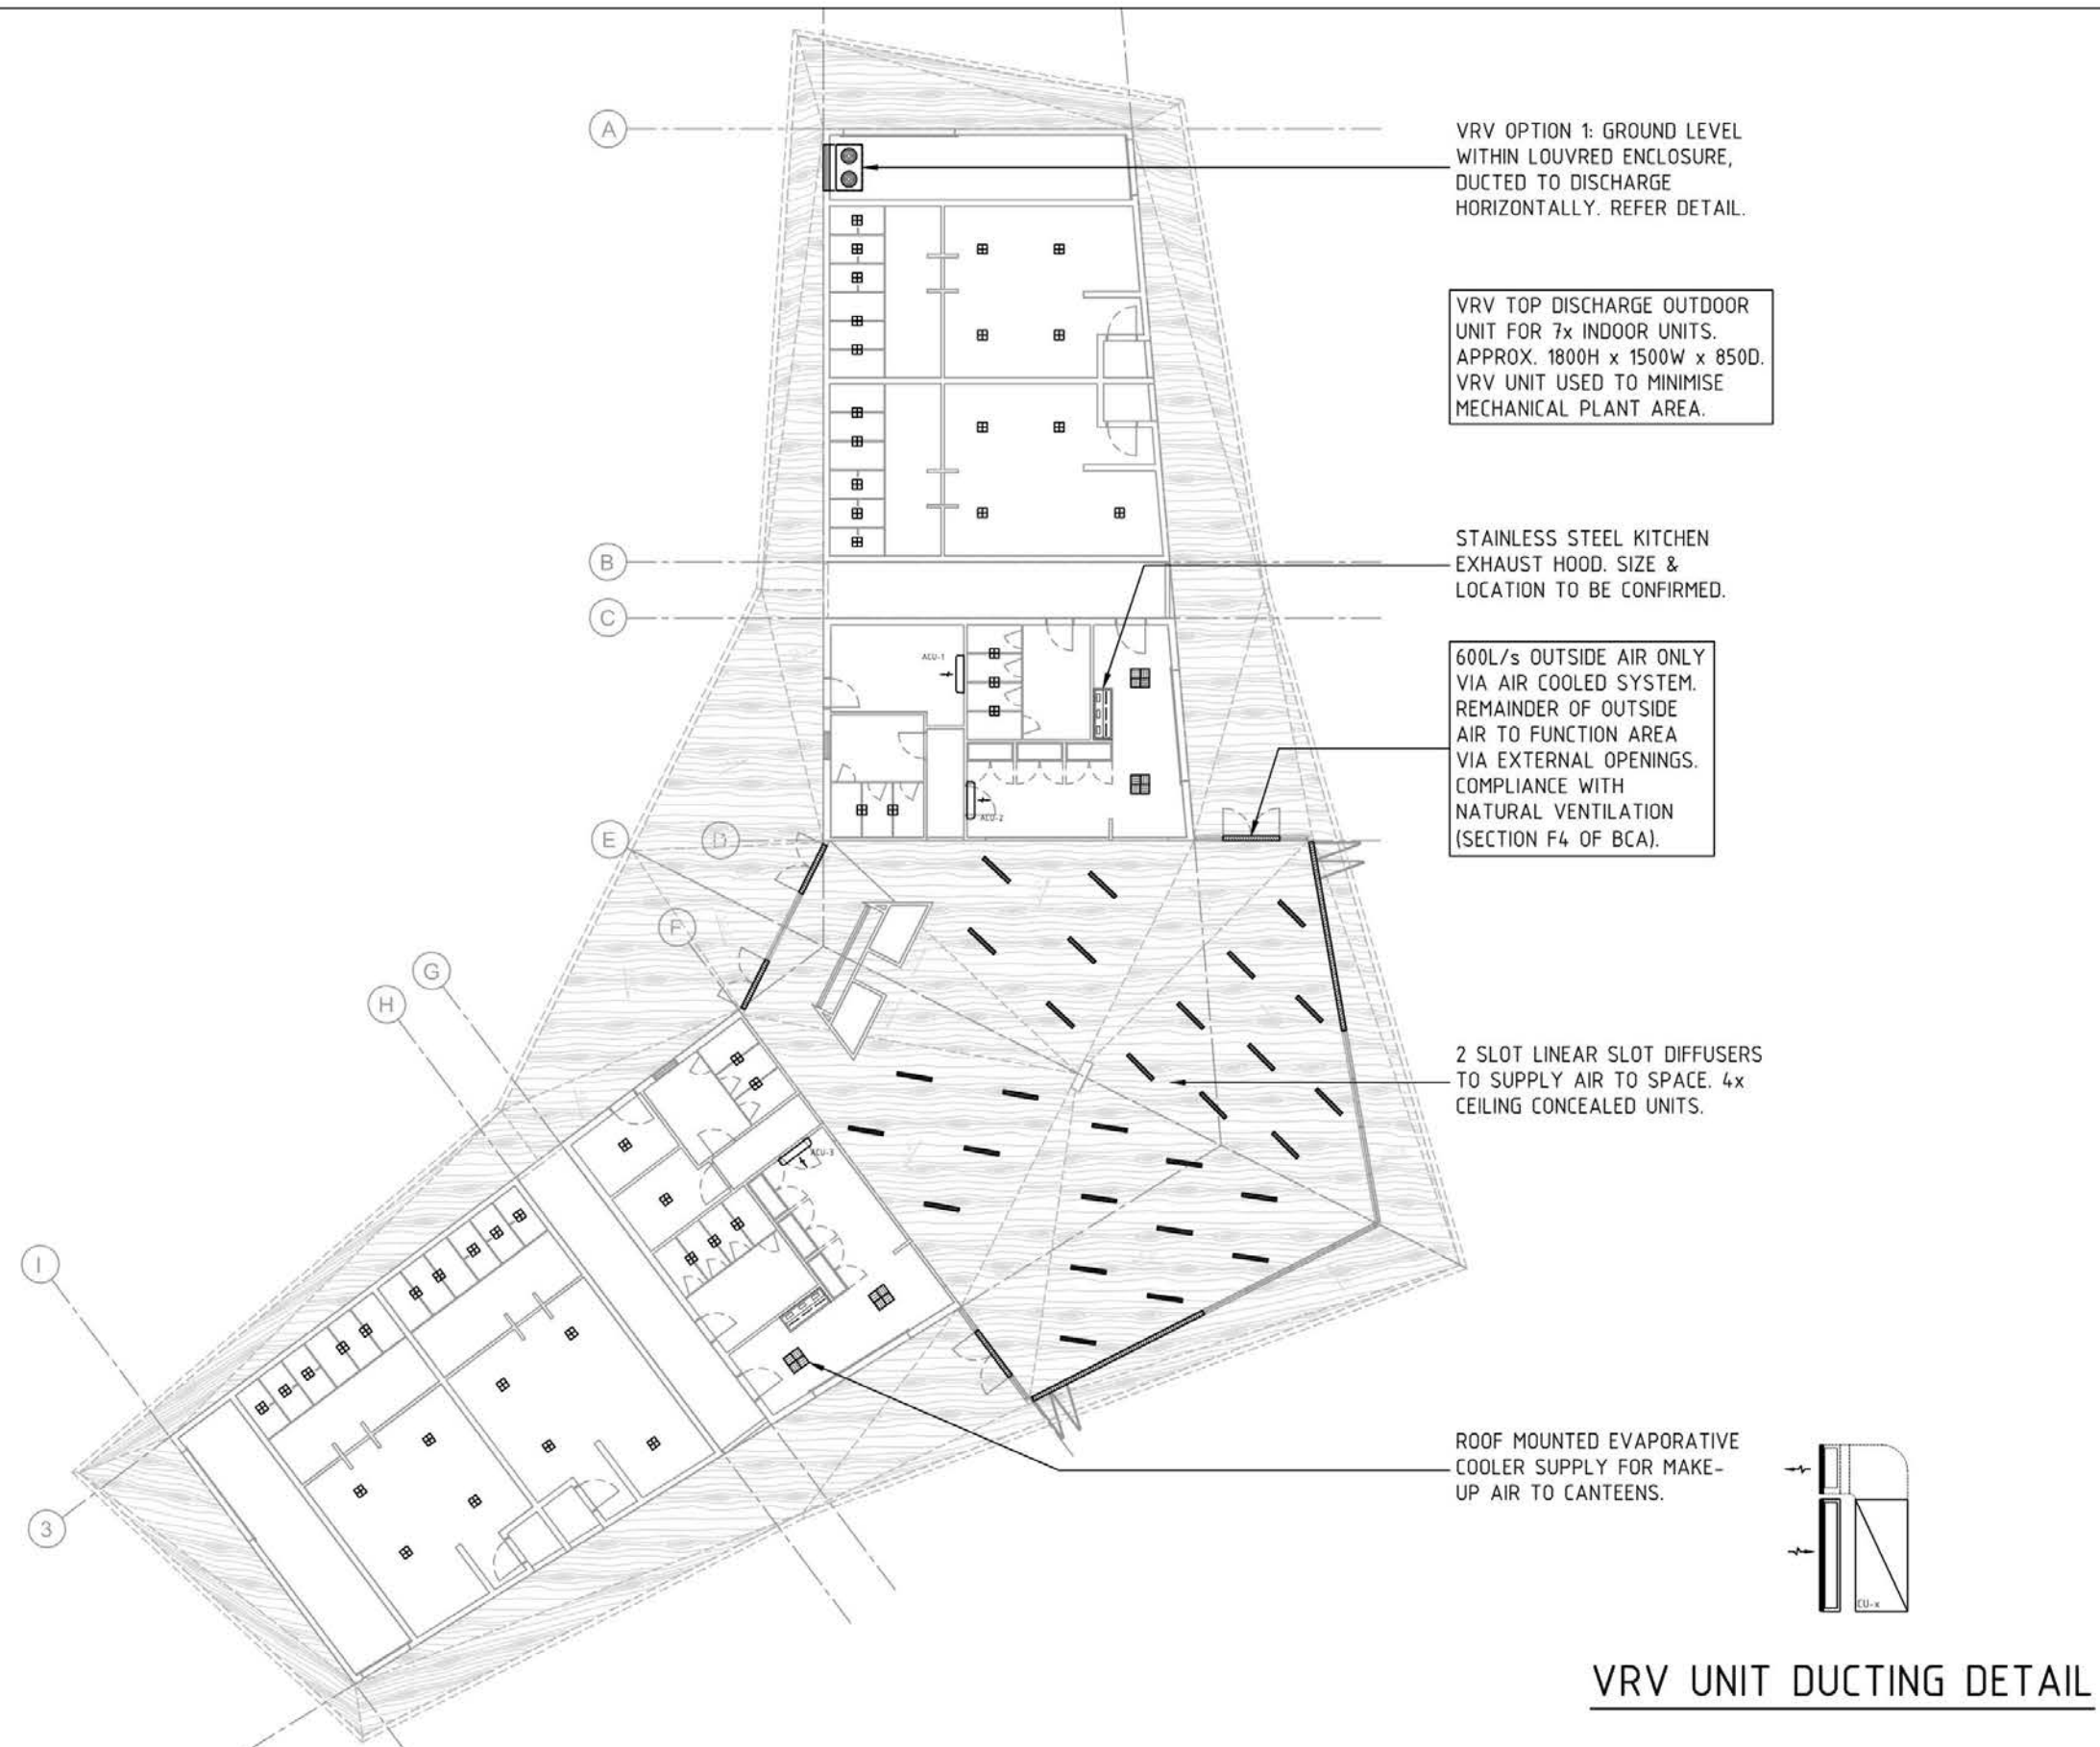 A
VRV OPTION 1: GROUND LEVEL
WITHIN LOUVRED ENCLOSURE,
DUCTED TO DISCHARGE
HORIZONTALLY. REFER DETAIL.
VRV TOP DISCHARGE OUTDOOR
UNIT FOR 7x INDOOR UNITS.
APPROX. 1800H x 1500W x 850D.
VRV UNIT USED TO MINIMISE
MECHANICAL PLANT AREA.
B
STAINLESS STEEL KITCHEN
EXHAUST HOOD. SIZE &
LOCATION TO BE CONFIRMED.
C
ACU-1
600L/s OUTSIDE AIR ONLY
VIA AIR COOLED SYSTEM.
REMAINDER OF OUTSIDE
AIR TO FUNCTION AREA
VIA EXTERNAL OPENINGS.
COMPLIANCE WITH
NATURAL VENTILATION
(SECTION F4 OF BCA).
ACU-2
E
D
F
G
H
2 SLOT LINEAR SLOT DIFFUSERS
TO SUPPLY AIR TO SPACE. 4x
CEILING CONCEALED UNITS.
ACU-3
I
3
ROOF MOUNTED EVAPORATIVE
COOLER SUPPLY FOR MAKE-
UP AIR TO CANTEENS.
CU-x
VRV UNIT DUCTING DETAIL